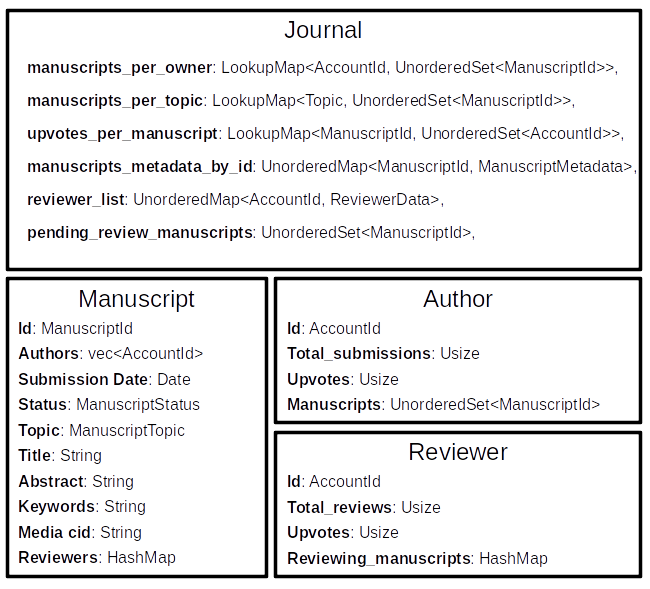 Journal
manuscripts_per_owner: LookupMap<AccountId, UnorderedSet<ManuscriptId>>,
manuscripts_per_topic: LookupMap<Topic, UnorderedSet<ManuscriptId>>,
upvotes_per_manuscript: LookupMap<ManuscriptId, UnorderedSet<AccountId>>,
manuscripts_metadata_by_id: UnorderedMap<ManuscriptId, ManuscriptMetadata>,
reviewer_list: UnorderedMap<AccountId, ReviewerData>,
pending_review_manuscripts: UnorderedSet<ManuscriptId>,
Manuscript
Id: ManuscriptId
Authors: vec<AccountId>
Submission Date: Date
Status: ManuscriptStatus
Topic: ManuscriptTopic
Title: String
Abstract: String
Keywords: String
Media cid: String
Reviewers: HashMap
Author
Id: AccountId
Total_submissions: Usize
Upvotes: Usize
Manuscripts: UnorderedSet<ManuscriptId>
Reviewer
Id: AccountId
Total_reviews: Usize
Upvotes: Usize
Reviewing_manuscripts: HashMap